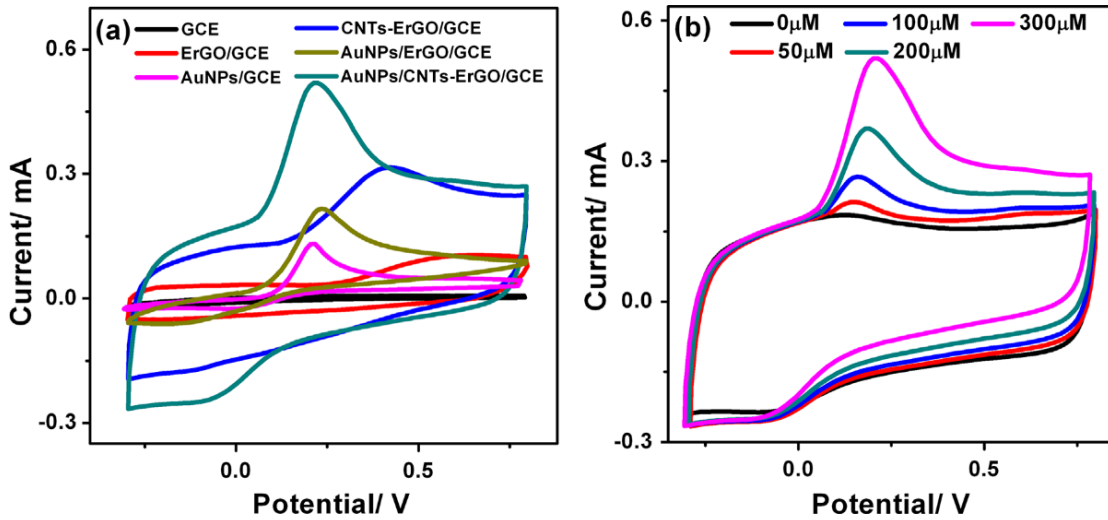 (a)
GCE
CNTs-ErGO/GCE
ErGO/GCE
AuNPs/ErGO/GCE
AuNPs/GCE
AuNPs/CNTs-ErGO/GCE
0.6
0.3
0.0
-0.3
Current/ mA
0.0
0.5
Potential/ V
(b)
0μM
100μM
300μM
50μM
200μM
0.6
0.3
0.0
-0.3
Current/ mA
0.0
0.5
Potential/ V